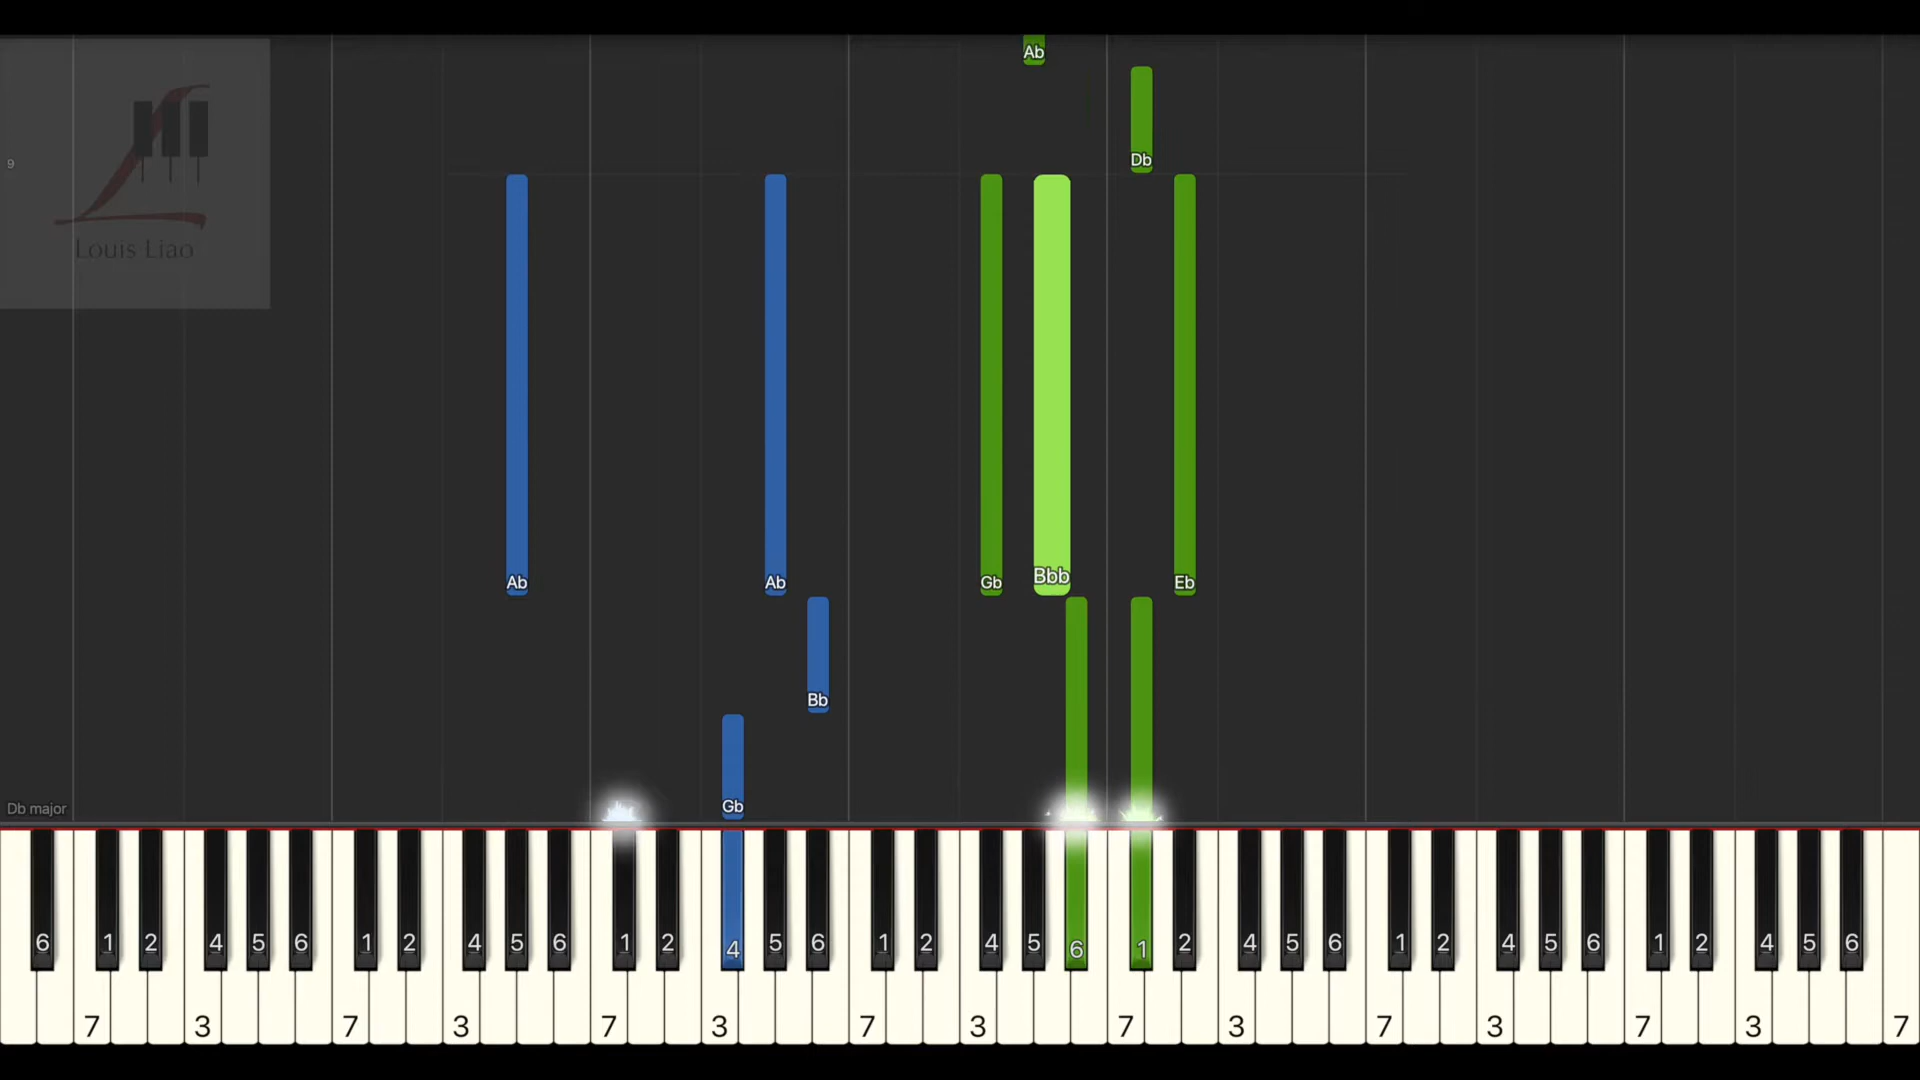 Ab
Db
9
Louis Liao
Ab Ab Gb Bbb Eb
Bb
Gb
Db major
6 1 2 4 5 6 1 2 4 5 6 1 2 4 5 6 1 2 4 5 6 1 2 4 5 6 1 2 4 5 6 1 2 4 5 6
7 3 7 3 7 3 7 3 7 3 7 3 7 3 7